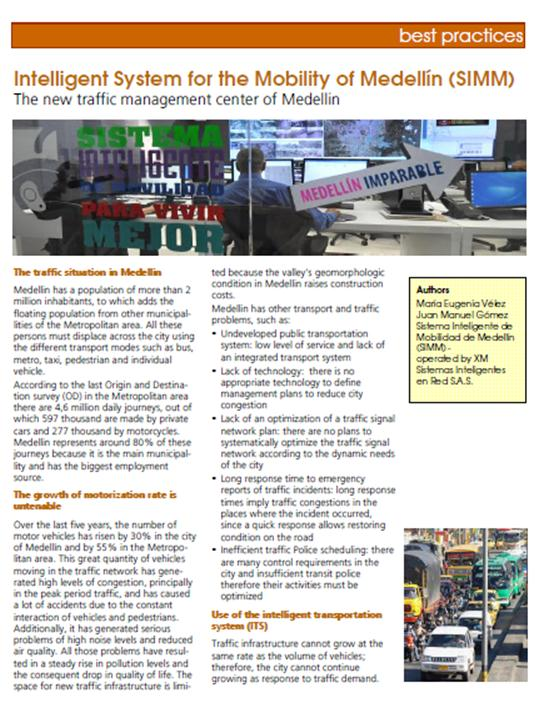 best practices
Intelligent System for the Mobility of Medellín (SIMM)
The new traffic management center of Medellin
SISTEMA
INTELIGENTE
DE MOVILIDAD
PARA VIVIR
MEJOR
MEDELLÍN IMPARABLE
The traffic situation in Medellin
Medellin has a population of more than 2
million inhabitants, to which adds the
floating population from other municipa-
lities of the Metropolitan area. All these
persons must displace across the city using
the different transport modes such as bus,
metro, taxi, pedestrian and individual
vehicle.
According to the last Origin and Destina-
tion survey (OD) in the Metropolitan area
there are 4,6 million daily journeys, out of
which 597 thousand are made by private
cars and 277 thousand by motorcycles.
Medellin represents around 80% of these
journeys because it is the main municipal-
ity and has the biggest employment
source.
The growth of motorization rate is
untenable
Over the last five years, the number of
motor vehicles has risen by 30% in the city
of Medellin and by 55% in the Metropo-
litan area. This great quantity of vehicles
moving in the traffic network has gene-
rated high levels of congestion, principally
in the peak period traffic, and has caused
a lot of accidents due to the constant
interaction of vehicles and pedestrians.
Additionally, it has generated serious
problems of high noise levels and reduced
air quality. All those problems have resul-
ted in a steady rise in pollution levels and
the consequent drop in quality of life. The
space for new traffic infrastructure is limi-
ted because the valley's geomorphologic
condition in Medellin raises construction
costs.
Medellin has other transport and traffic
problems, such as:
• Undeveloped public transportation
system: low level of service and lack of
an integrated transport system
• Lack of technology: there is no
appropriate technology to define
management plans to reduce city
congestion
• Lack of an optimization of a traffic signal
network plan: there are no plans to
systematically optimize the traffic signal
network according to the dynamic needs
of the city
• Long response time to emergency
reports of traffic incidents: long response
times imply traffic congestions in the
places where the incident occurred,
since a quick response allows restoring
condition on the road
• Inefficient traffic Police scheduling: there
are many control requirements in the
city and insufficient transit police
therefore their activities must be
optimized
Use of the intelligent transportation
system (ITS)
Traffic infrastructure cannot grow at the
same rate as the volume of vehicles;
therefore, the city cannot continue
growing as response to traffic demand.
Authors
María Eugenia Vélez
Juan Manuel Gómez
Sistema Inteligente de
Mobilidad de Medellín
(SIMM) -
operated by XM
Sistemas Inteligentes
en Red S.A.S.